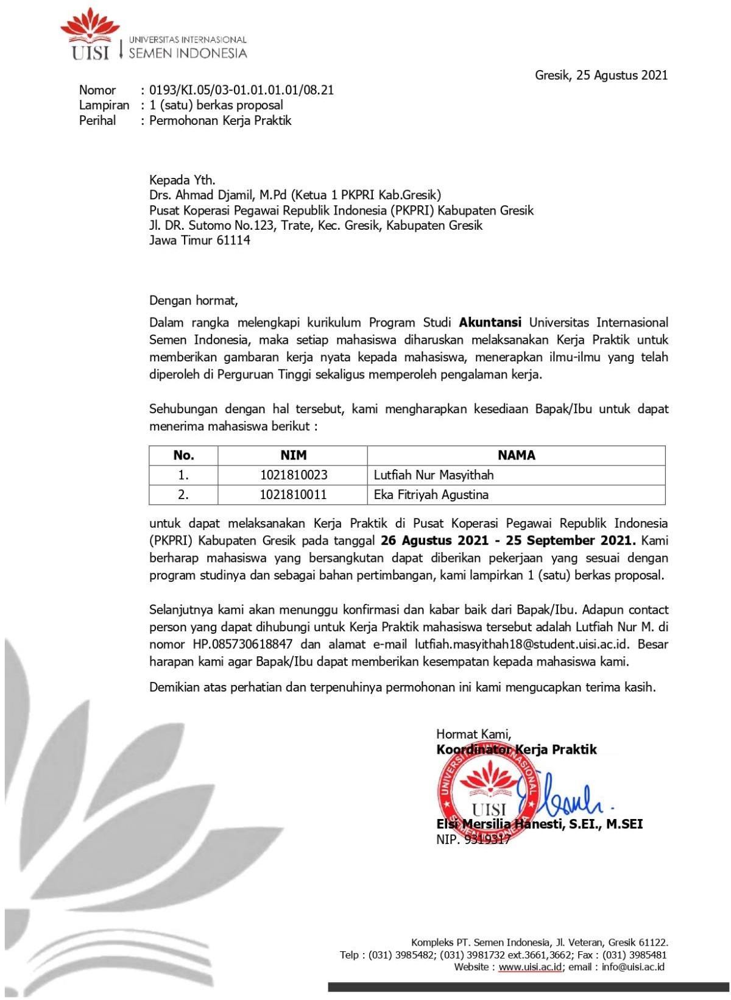 UISI
UNIVERSITAS INTERNASIONAL
SEMEN INDONESIA
Gresik, 25 Agustus 2021
Nomor : 0193/KI.05/03-01.01.01.01/08.21
Lampiran : 1 (satu) berkas proposal
Perihal : Permohonan Kerja Praktik
Kepada Yth.
Drs. Ahmad Djamil, M.Pd (Ketua 1 PKPRI Kab.Gresik)
Pusat Koperasi Pegawai Republik Indonesia (PKPRI) Kabupaten Gresik
Jl. DR. Sutomo No.123, Trate, Kec. Gresik, Kabupaten Gresik
Jawa Timur 61114
Dengan hormat,
Dalam rangka melengkapi kurikulum Program Studi Akuntansi Universitas Internasional
Semen Indonesia, maka setiap mahasiswa diharuskan melaksanakan Kerja Praktik untuk
memberikan gambaran kerja nyata kepada mahasiswa, menerapkan ilmu-ilmu yang telah
diperoleh di Perguruan Tinggi sekaligus memperoleh pengalaman kerja.
Sehubungan dengan hal tersebut, kami mengharapkan kesediaan Bapak/Ibu untuk dapat
menerima mahasiswa berikut :
No. NIM NAMA
1. 1021810023 Lutfiah Nur Masyithah
2. 1021810011 Eka Fitriyah Agustina
untuk dapat melaksanakan Kerja Praktik di Pusat Koperasi Pegawai Republik Indonesia
(PKPRI) Kabupaten Gresik pada tanggal 26 Agustus 2021 - 25 September 2021. Kami
berharap mahasiswa yang bersangkutan dapat diberikan pekerjaan yang sesuai dengan
program studinya dan sebagai bahan pertimbangan, kami lampirkan 1 (satu) berkas proposal.
Selanjutnya kami akan menunggu konfirmasi dan kabar baik dari Bapak/Ibu. Adapun contact
person yang dapat dihubungi untuk Kerja Praktik mahasiswa tersebut adalah Lutfiah Nur M. di
nomor HP.085730618847 dan alamat e-mail lutfiah.masyithah18@student.uisi.ac.id. Besar
harapan kami agar Bapak/Ibu dapat memberikan kesempatan kepada mahasiswa kami.
Demikian atas perhatian dan terpenuhinya permohonan ini kami mengucapkan terima kasih.
Hormat Kami,
Koordinator Kerja Praktik
UNIVERSITAS INTERNASIONAL
UISI
SEMEN INDONESIA
Elsi Mersilia Hanesti, S.EI., M.SEI
NIP. 9319317
Kompleks PT. Semen Indonesia, Jl. Veteran, Gresik 61122.
Telp : (031) 3985482; (031) 3981732 ext.3661,3662; Fax : (031) 3985481
Website : www.uisi.ac.id; email : info@uisi.ac.id